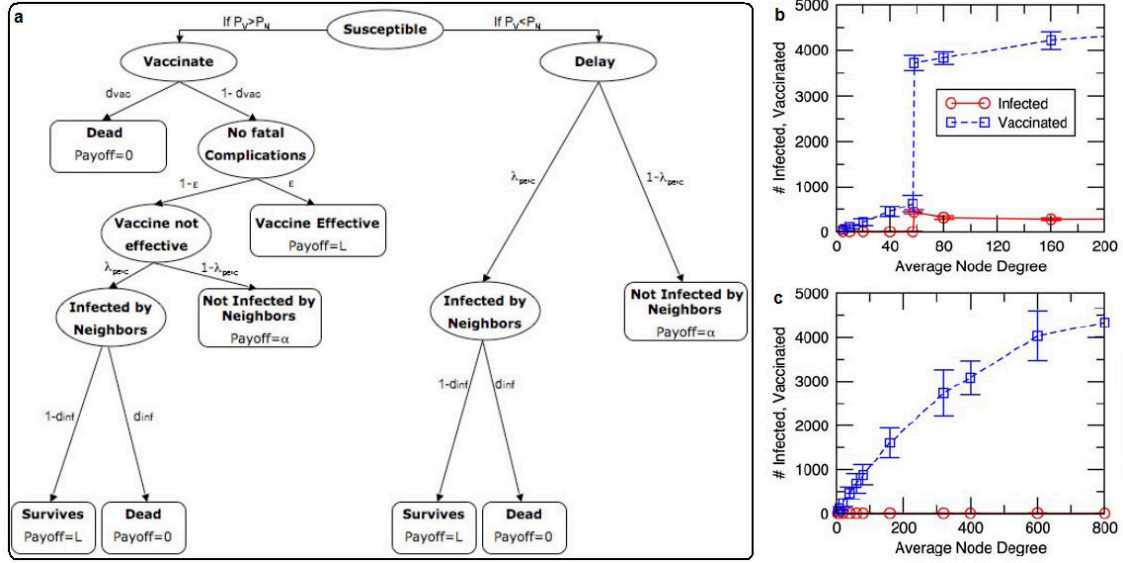 a
Susceptible
If P_V>P_N
If P_V<P_N
Vaccinate
Delay
d_vac
1- d_vac
Dead
Payoff=0
No fatal
Complications
1-ε
ε
λ_perc
1-λ_perc
Vaccine not
effective
Vaccine Effective
Payoff=L
λ_perc
1-λ_perc
Infected by
Neighbors
Not Infected by
Neighbors
Payoff=α
Infected by
Neighbors
Not Infected by
Neighbors
Payoff=α
1-d_inf
d_inf
1-d_inf
d_inf
Survives
Payoff=L
Dead
Payoff=0
Survives
Payoff=L
Dead
Payoff=0
b
# Infected, Vaccinated
5000
4000
3000
2000
1000
0
Infected
Vaccinated
0
40
80
120
160
200
Average Node Degree
c
# Infected, Vaccinated
5000
4000
3000
2000
1000
0
0
200
400
600
800
Average Node Degree